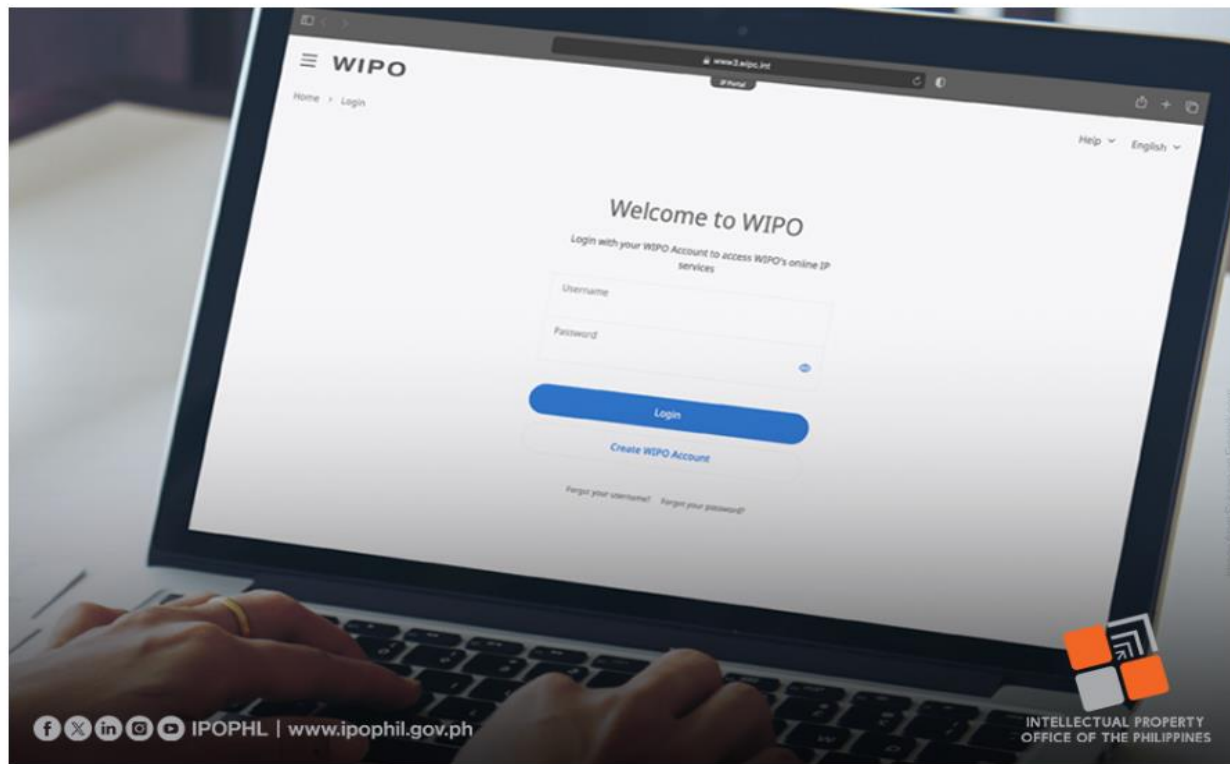 www3.wipo.int
WIPO
IP Portal
Home > Login
Help
English
Welcome to WIPO
Login with your WIPO Account to access WIPO's online IP
services
Username
Password
Login
Create WIPO Account
Forgot your username? Forgot your password?
IPOPHL | www.ipophil.gov.ph
INTELLECTUAL PROPERTY
OFFICE OF THE PHILIPPINES